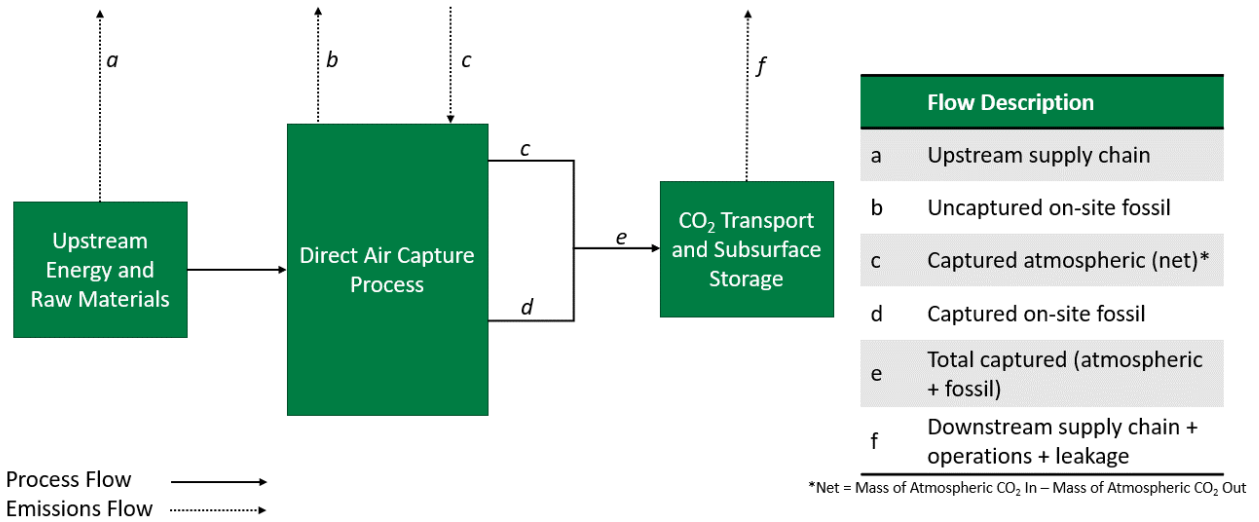 a
b
c
f
Upstream
Energy and
Raw Materials
Direct Air Capture
Process
c
d
e
CO₂ Transport
and Subsurface
Storage
Flow Description
a Upstream supply chain
b Uncaptured on-site fossil
c Captured atmospheric (net)*
d Captured on-site fossil
e Total captured (atmospheric
+ fossil)
f Downstream supply chain +
operations + leakage
*Net = Mass of Atmospheric CO₂ In – Mass of Atmospheric CO₂ Out
Process Flow
Emissions Flow